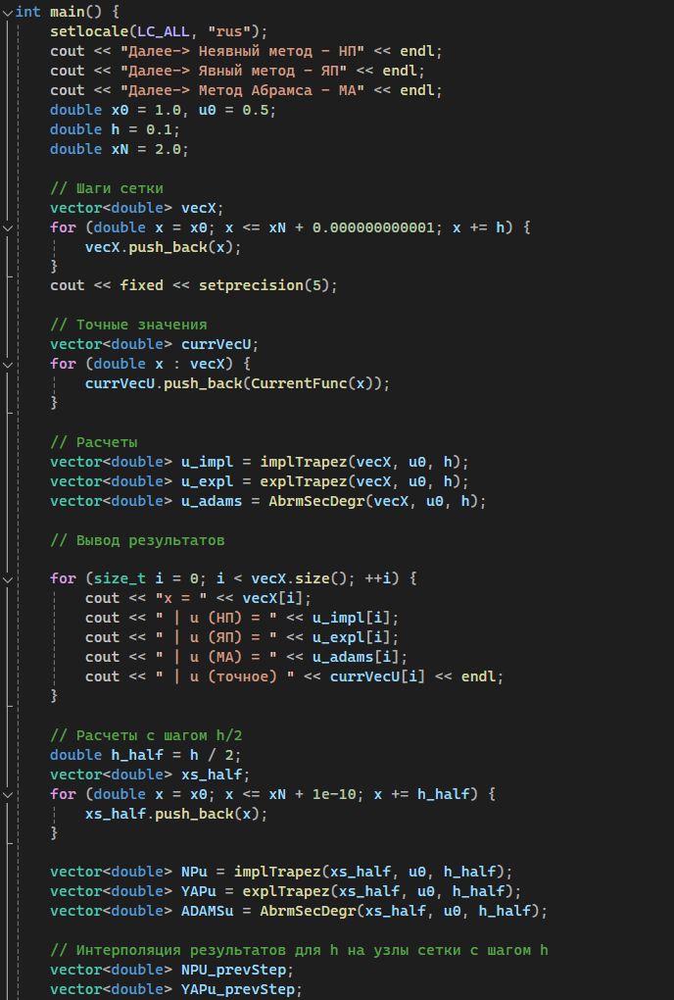 int main() {
setlocale(LC_ALL, "rus");
cout << "Далее–> Неявный метод – НП" << endl;
cout << "Далее–> Явный метод – ЯП" << endl;
cout << "Далее–> Метод Абрамса – МА" << endl;
double x0 = 1.0, u0 = 0.5;
double h = 0.1;
double xN = 2.0;
// Шаги сетки
vector<double> vecX;
for (double x = x0; x <= xN + 0.000000000001; x += h) {
vecX.push_back(x);
}
cout << fixed << setprecision(5);
// Точные значения
vector<double> currVecU;
for (double x : vecX) {
currVecU.push_back(CurrentFunc(x));
}
// Расчеты
vector<double> u_impl = implTrapez(vecX, u0, h);
vector<double> u_expl = explTrapez(vecX, u0, h);
vector<double> u_adams = AbrmSecDegr(vecX, u0, h);
// Вывод результатов
for (size_t i = 0; i < vecX.size(); ++i) {
cout << "x = " << vecX[i];
cout << " | u (НП) = " << u_impl[i];
cout << " | u (ЯП) = " << u_expl[i];
cout << " | u (МА) = " << u_adams[i];
cout << " | u (точное) " << currVecU[i] << endl;
}
// Расчеты с шагом h/2
double h_half = h / 2;
vector<double> xs_half;
for (double x = x0; x <= xN + 1e-10; x += h_half) {
xs_half.push_back(x);
}
vector<double> NPu = implTrapez(xs_half, u0, h_half);
vector<double> YAPu = explTrapez(xs_half, u0, h_half);
vector<double> ADAMSu = AbrmSecDegr(xs_half, u0, h_half);
// Интерполяция результатов для h на узлы сетки с шагом h
vector<double> NPU_prevStep;
vector<double> YAPu_prevStep;